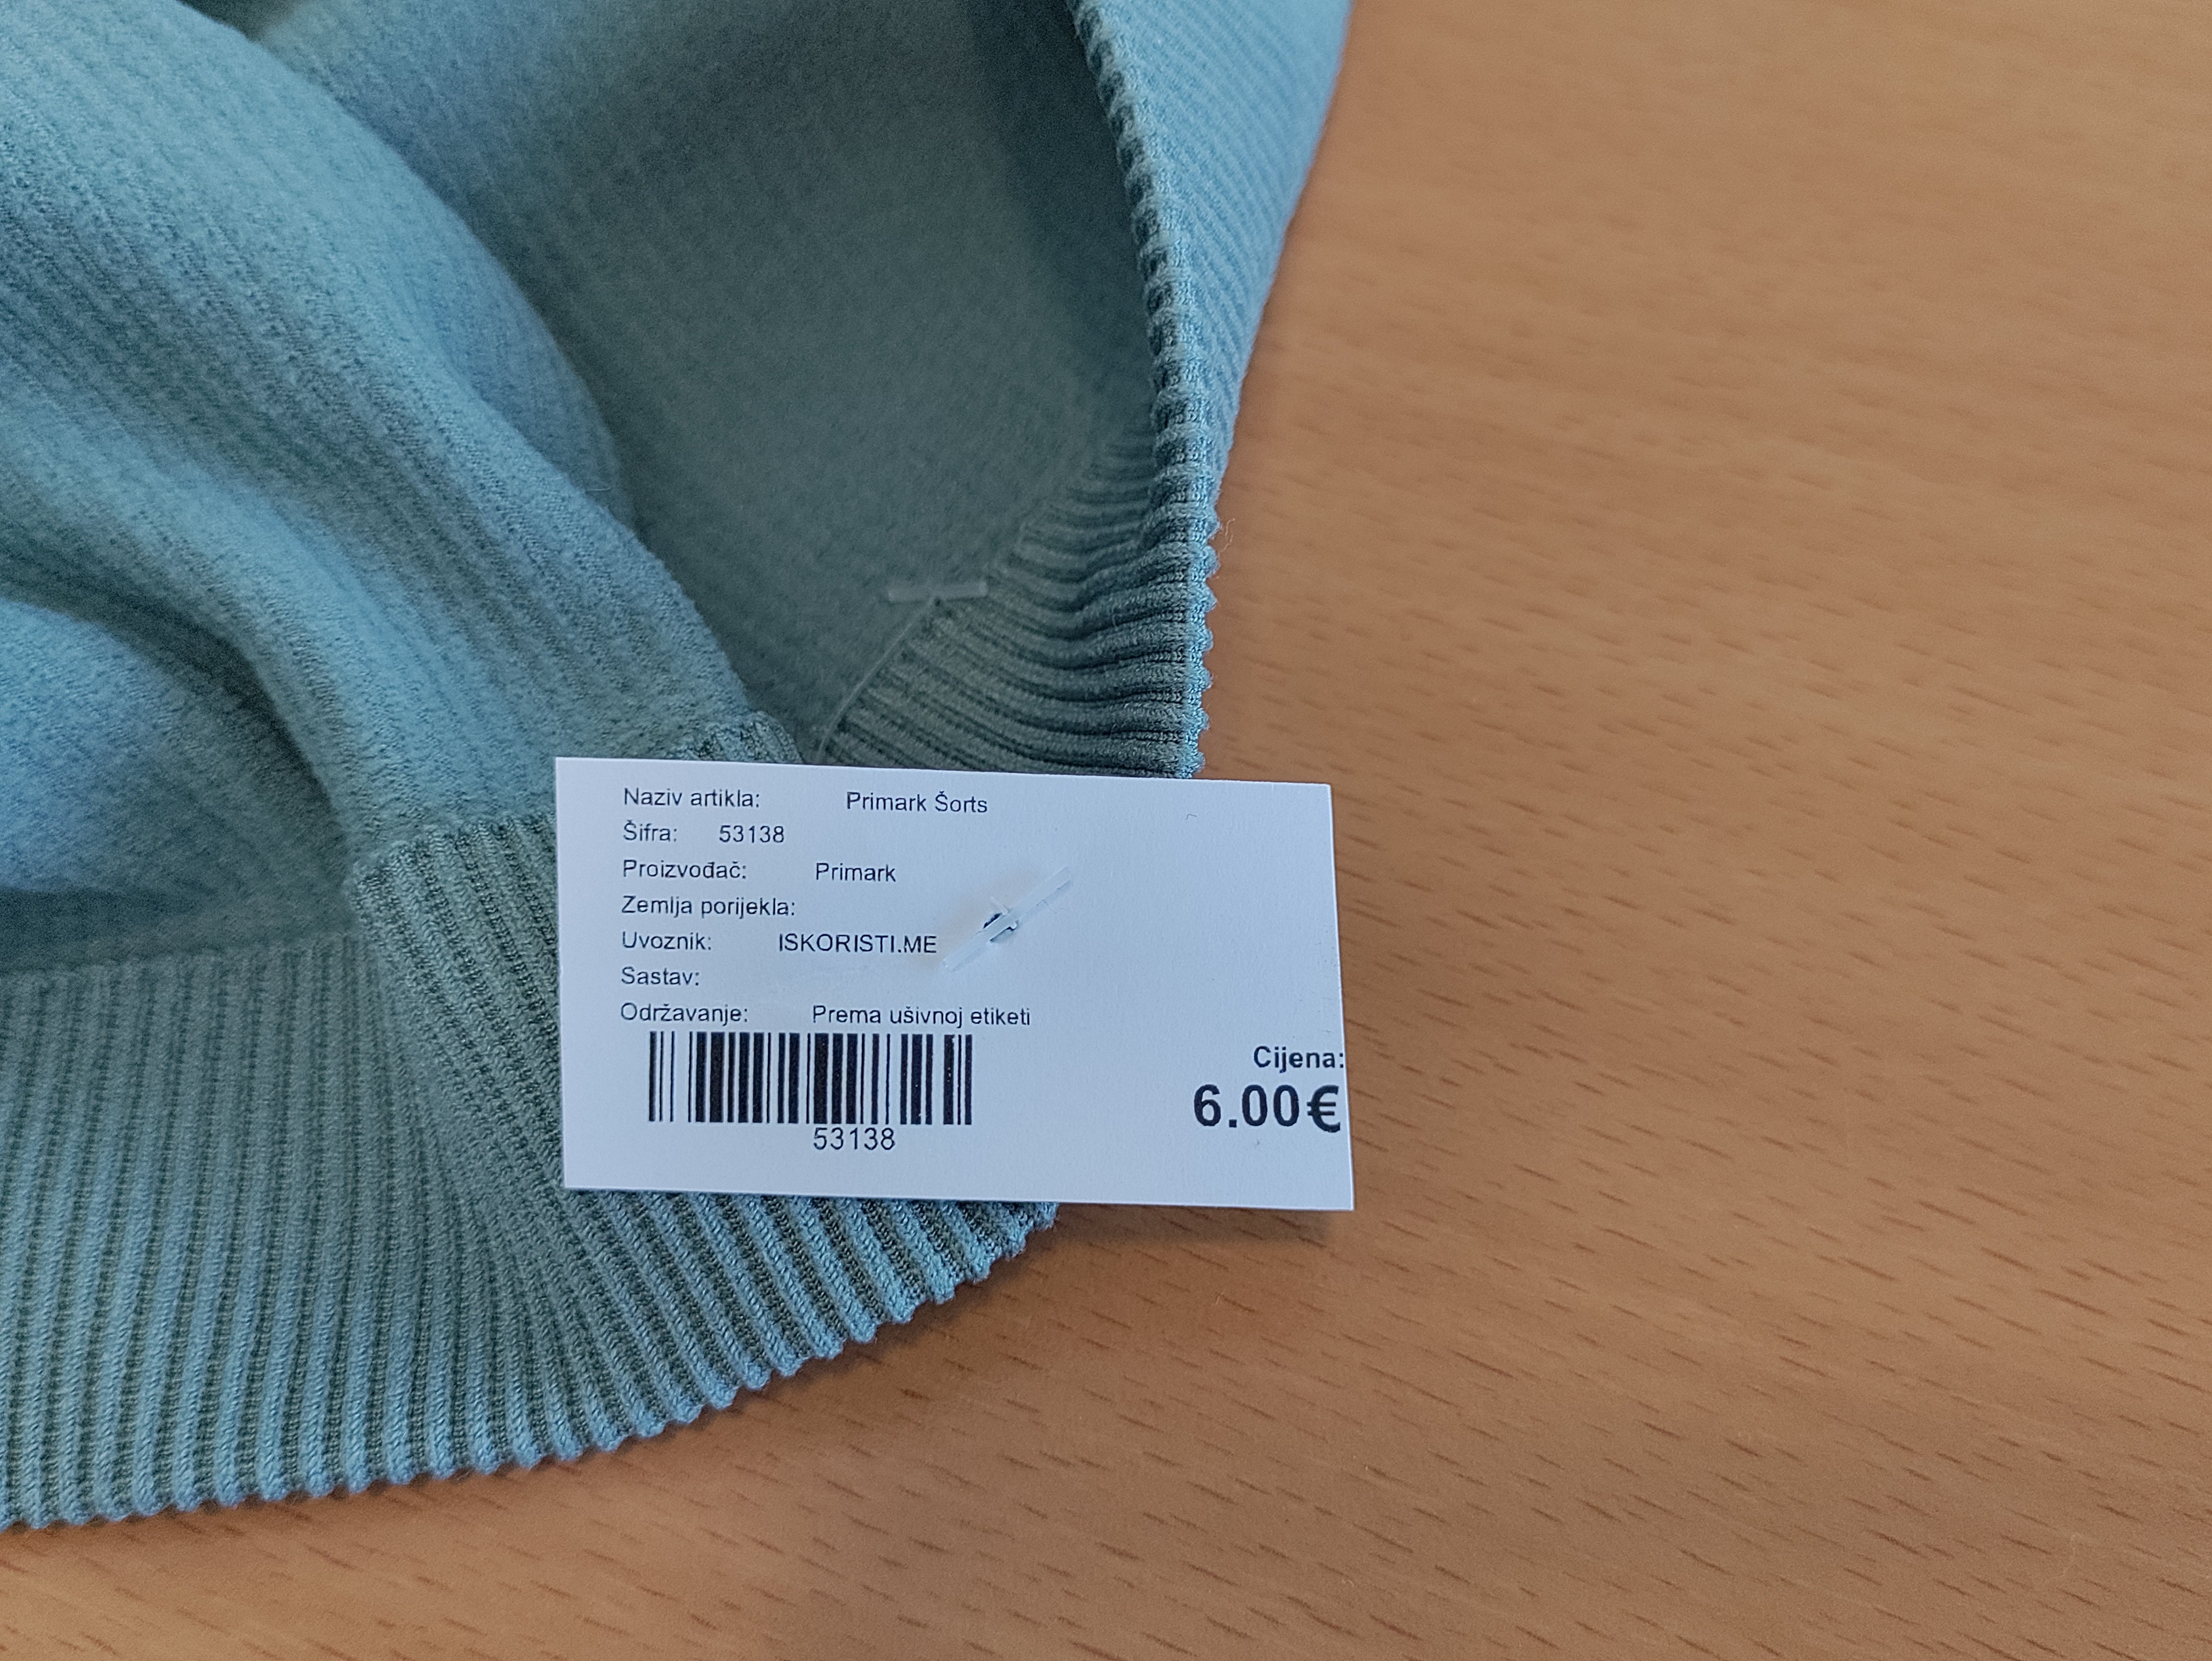 Naziv artikla: Primark Šorts
Šifra: 53138
Proizvođač: Primark
Zemlja porijekla:
Uvoznik: ISKORISTI.ME
Sastav:
Održavanje: Prema ušivnoj etiketi
53138
Cijena:
6.00€